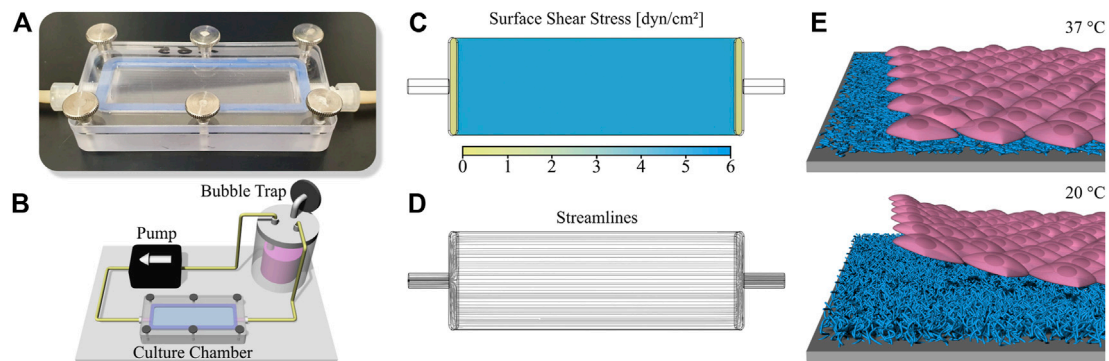 A
B
Bubble Trap
Pump
Culture Chamber
C
Surface Shear Stress [dyn/cm²]
0 1 2 3 4 5 6
D
Streamlines
E
37 °C
20 °C